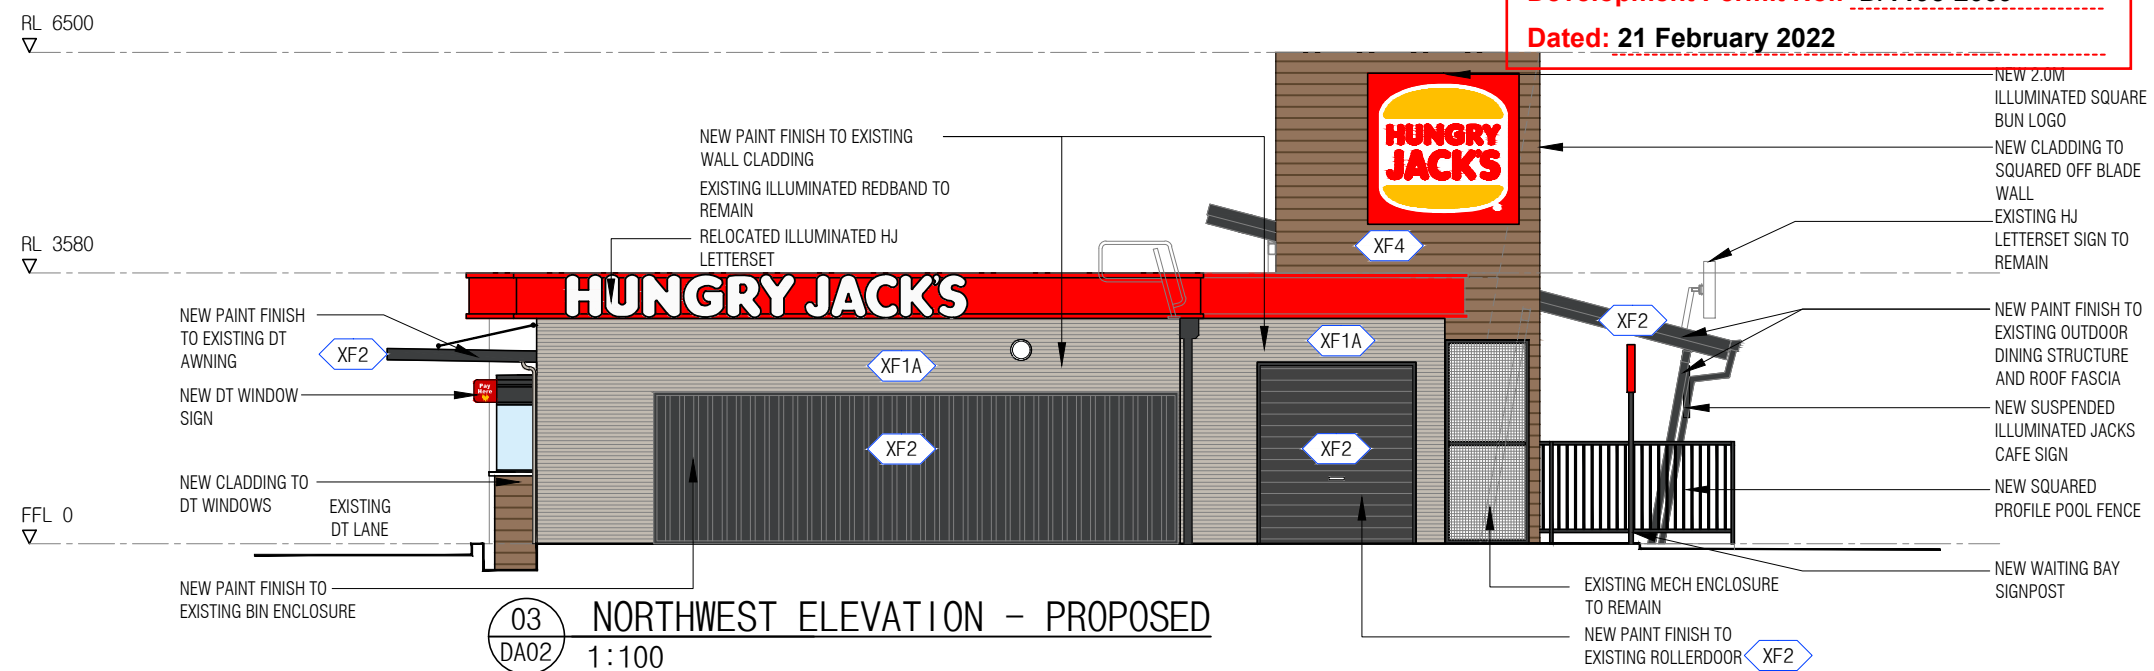 RL 6500
Dated: 21 February 2022
NEW 2.0M
ILLUMINATED SQUARE
BUN LOGO
NEW CLADDING TO
SQUARED OFF BLADE
WALL
EXISTING HJ
LETTERSET SIGN TO
REMAIN
NEW PAINT FINISH TO
EXISTING OUTDOOR
DINING STRUCTURE
AND ROOF FASCIA
NEW SUSPENDED
ILLUMINATED JACKS
CAFE SIGN
NEW SQUARED
PROFILE POOL FENCE
NEW WAITING BAY
SIGNPOST
NEW PAINT FINISH TO EXISTING
WALL CLADDING
EXISTING ILLUMINATED REDBAND TO
REMAIN
RELOCATED ILLUMINATED HJ
LETTERSET
HUNGRY
JACK'S
XF4
RL 3580
HUNGRY JACK'S
NEW PAINT FINISH
TO EXISTING DT
AWNING
XF2
XF1A
XF1A
XF2
Pay
Here
NEW DT WINDOW
SIGN
XF2
XF2
NEW CLADDING TO
DT WINDOWS
EXISTING
DT LANE
FFL 0
NEW PAINT FINISH TO
EXISTING BIN ENCLOSURE
EXISTING MECH ENCLOSURE
TO REMAIN
NEW PAINT FINISH TO
EXISTING ROLLERDOOR XF2
03
DA02
NORTHWEST ELEVATION - PROPOSED
1:100